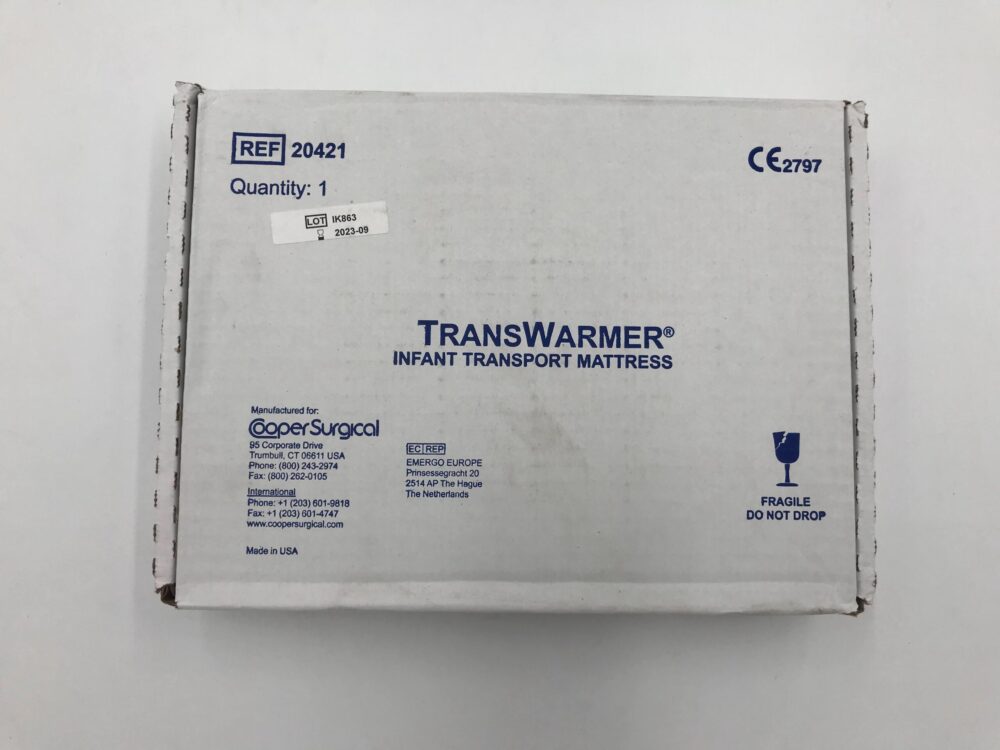 REF 20421
Quantity: 1
LOT IK863
2023-09
CE 2797
TRANSWARMER®
INFANT TRANSPORT MATTRESS
Manufactured for:
CooperSurgical
95 Corporate Drive
Trumbull, CT 06611 USA
Phone: (800) 243-2974
Fax: (800) 262-0105
International
Phone: +1 (203) 601-9818
Fax: +1 (203) 601-4747
www.coopersurgical.com
Made in USA
EC REP
EMERGO EUROPE
Prinsessegracht 20
2514 AP The Hague
The Netherlands
FRAGILE
DO NOT DROP